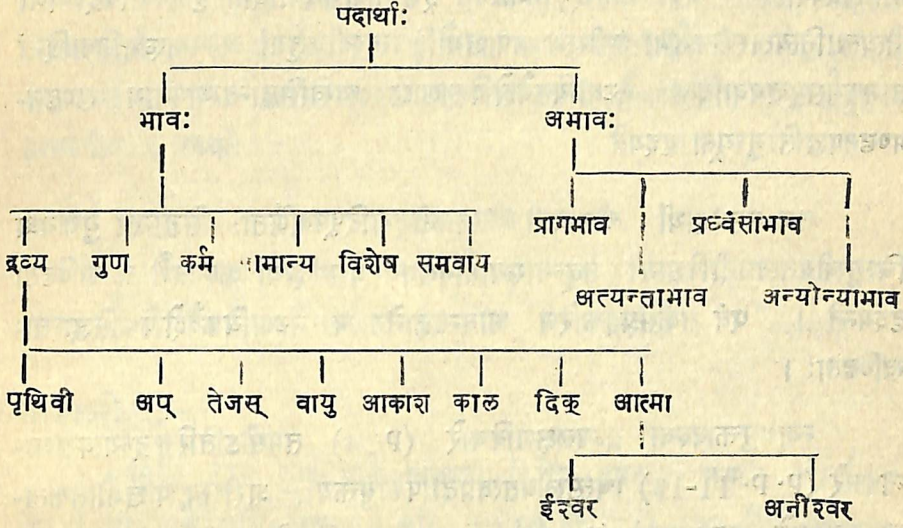 पदार्थाः
भावः अभावः
प्रागभाव प्रध्वंसाभाव
द्रव्य गुण कर्म ामान्य विशेष समवाय
अत्यन्ताभाव अन्योन्याभाव
पृथिवी अप् तेजस् वायु आकाश काल दिक् आत्मा
ईश्वर अनीश्वर